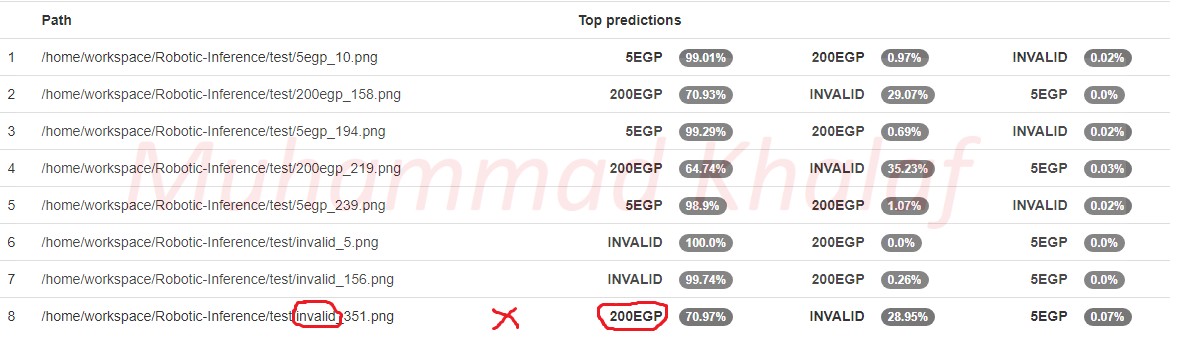 Path Top predictions
1 /home/workspace/Robotic-Inference/test/5egp_10.png 5EGP 99.01% 200EGP 0.97% INVALID 0.02%
2 /home/workspace/Robotic-Inference/test/200egp_158.png 200EGP 70.93% INVALID 29.07% 5EGP 0.0%
3 /home/workspace/Robotic-Inference/test/5egp_194.png 5EGP 99.29% 200EGP 0.69% INVALID 0.02%
Muhammad Khalaf
4 /home/workspace/Robotic-Inference/test/200egp_219.png 200EGP 64.74% INVALID 35.23% 5EGP 0.03%
5 /home/workspace/Robotic-Inference/test/5egp_239.png 5EGP 98.9% 200EGP 1.07% INVALID 0.02%
6 /home/workspace/Robotic-Inference/test/invalid_5.png INVALID 100.0% 200EGP 0.0% 5EGP 0.0%
7 /home/workspace/Robotic-Inference/test/invalid_156.png INVALID 99.74% 200EGP 0.26% 5EGP 0.0%
8 /home/workspace/Robotic-Inference/test/invalid_351.png 200EGP 70.97% INVALID 28.95% 5EGP 0.07%